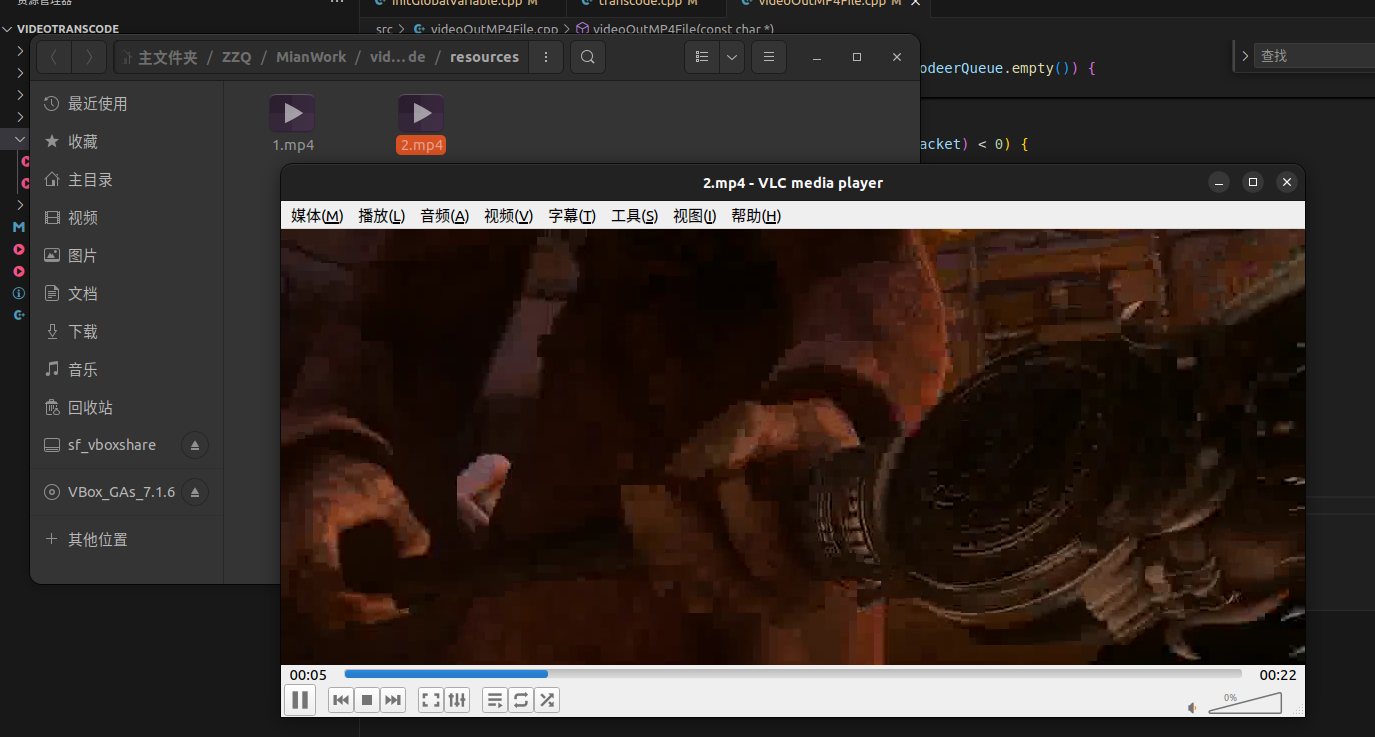 资源管理器 ···
initGlobalVariable.cpp M transcode.cpp M videoOutMP4File.cpp M
VIDEOTRANSCODE
src > videoOutMP4File.cpp > videoOutMP4File(const char *)
主文件夹 / ZZQ / MianWork / vid…de / resources
odeerQueue.empty()) {
查找
最近使用
收藏
主目录
视频
图片
文档
下载
音乐
回收站
sf_vboxshare
VBox_GAs_7.1.6
其他位置
1.mp4 2.mp4
acket) < 0) {
M
2.mp4 - VLC media player
媒体(M) 播放(L) 音频(A) 视频(V) 字幕(T) 工具(S) 视图(I) 帮助(H)
00:05 00:22
0%